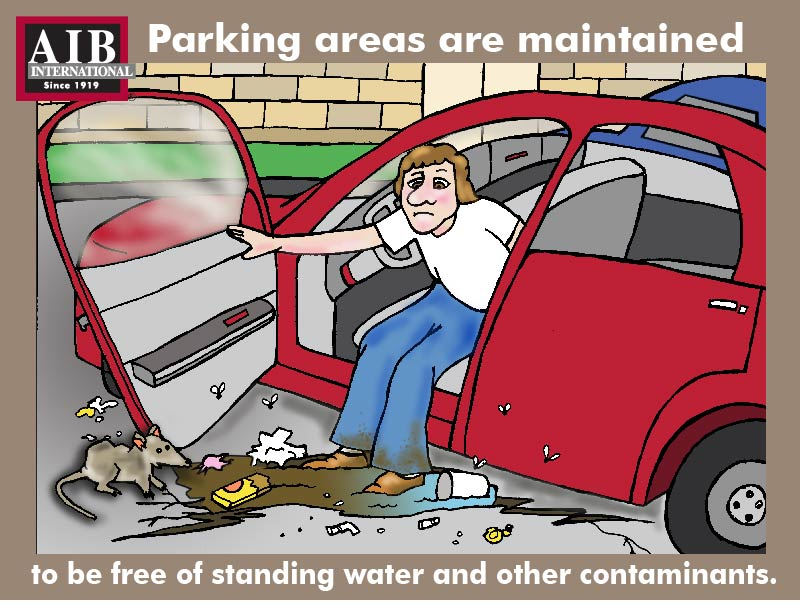 AIB
INTERNATIONAL
Since 1919
Parking areas are maintained
to be free of standing water and other contaminants.